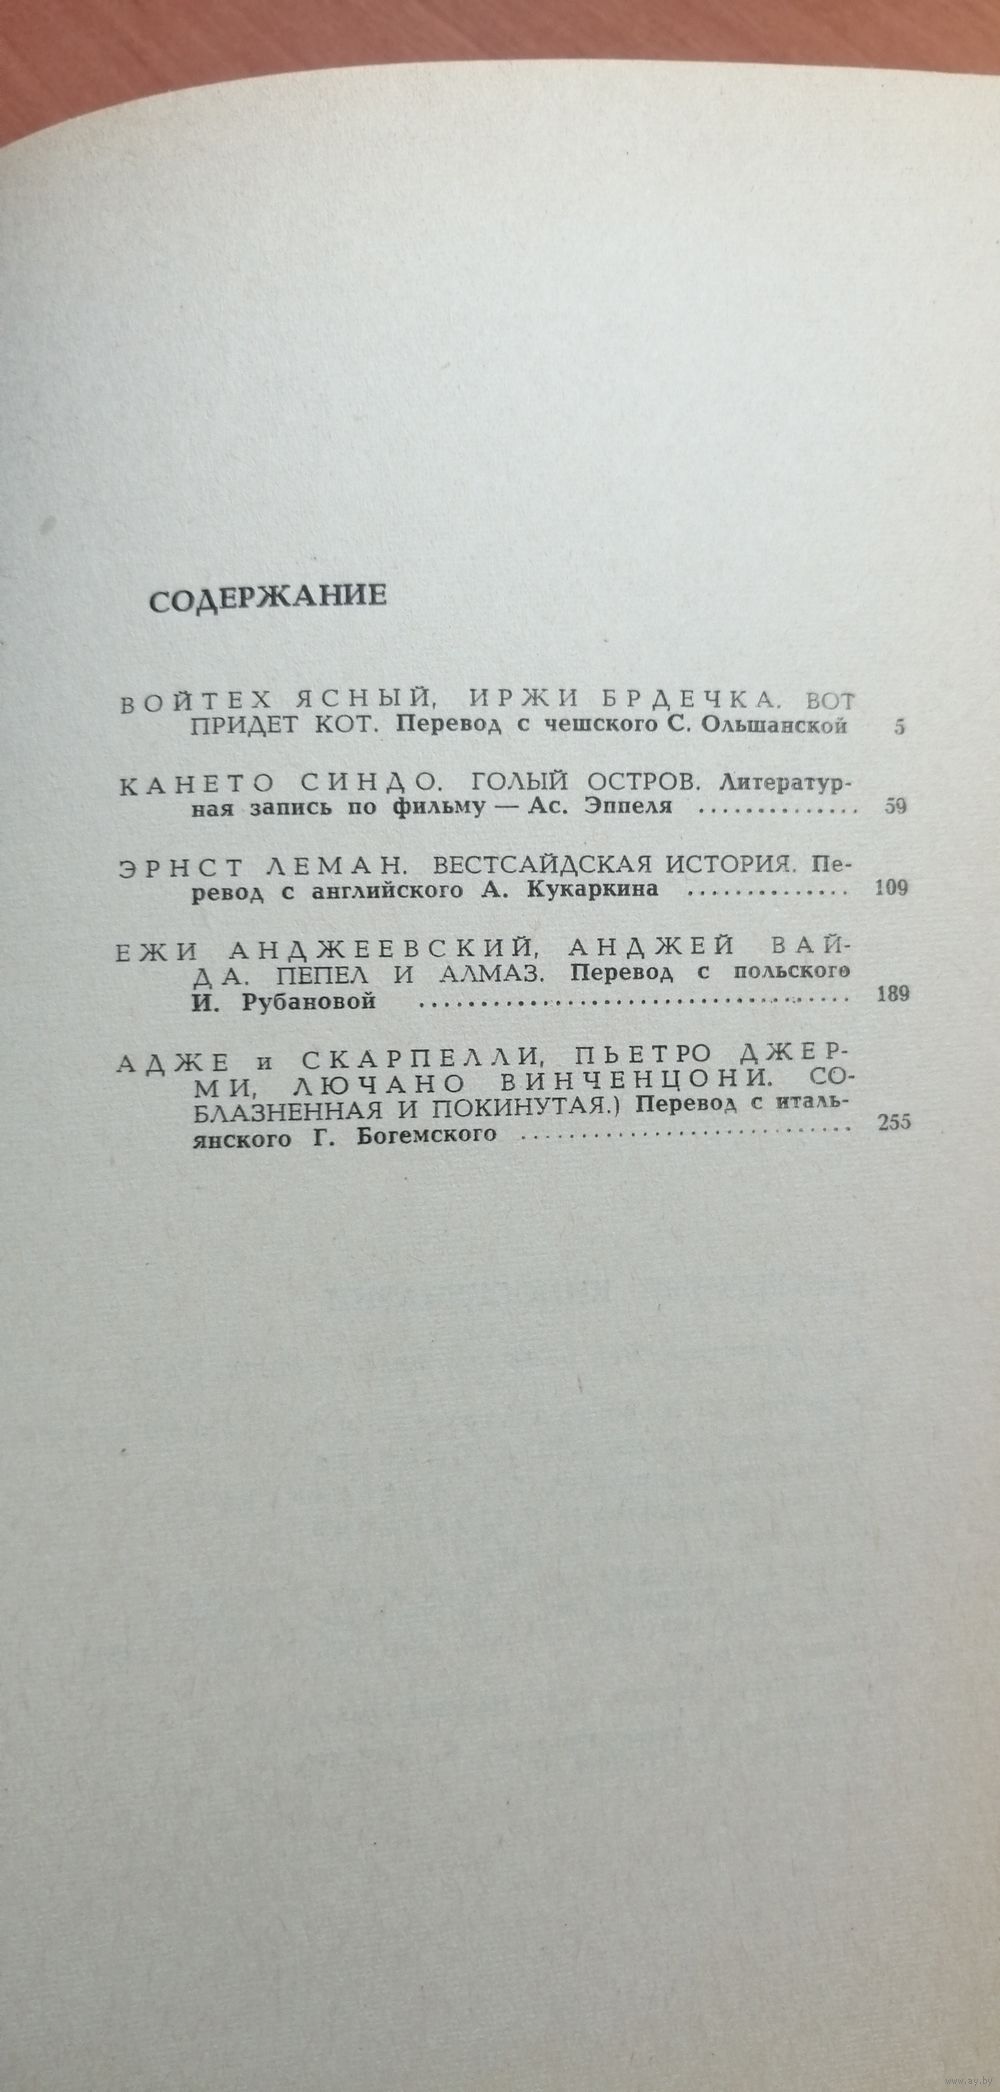 СОДЕРЖАНИЕ
ВОЙТЕХ ЯСНЫЙ, ИРЖИ БРДЕЧКА. ВОТ
ПРИДЕТ КОТ. Перевод с чешского С. Ольшанской 5
КАНЕТО СИНДО. ГОЛЫЙ ОСТРОВ. Литератур-
ная запись по фильму — Ас. Эппеля .............. 59
ЭРНСТ ЛЕМАН. ВЕСТСАЙДСКАЯ ИСТОРИЯ. Пе-
ревод с английского А. Кукаркина .............. 109
ЕЖИ АНДЖЕЕВСКИЙ, АНДЖЕЙ ВАЙ-
ДА. ПЕПЕЛ И АЛМАЗ. Перевод с польского
И. Рубановой .................................... 189
АДЖЕ и СКАРПЕЛЛИ, ПЬЕТРО ДЖЕР-
МИ, ЛЮЧАНО ВИНЧЕНЦОНИ. СО-
БЛАЗНЕННАЯ И ПОКИНУТАЯ.) Перевод с италь-
янского Г. Богемского ............................ 255
www.ay.by